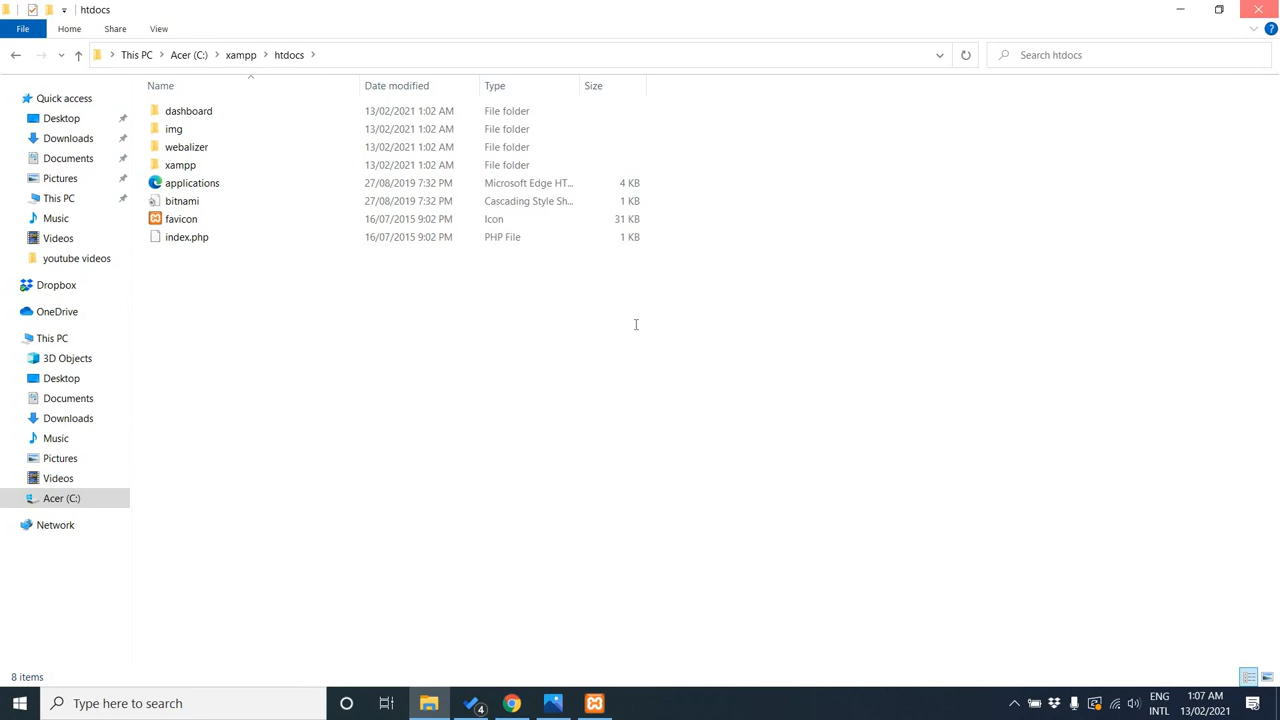 htdocs
File Home Share View
This PC Acer (C:) xampp htdocs Search htdocs
Name Date modified Type Size
Quick access
Desktop
Downloads
Documents
Pictures
This PC
Music
Videos
youtube videos
Dropbox
OneDrive
This PC
3D Objects
Desktop
Documents
Downloads
Music
Pictures
Videos
Acer (C:)
Network
dashboard 13/02/2021 1:02 AM File folder
img 13/02/2021 1:02 AM File folder
webalizer 13/02/2021 1:02 AM File folder
xampp 13/02/2021 1:02 AM File folder
applications 27/08/2019 7:32 PM Microsoft Edge HT... 4 KB
bitnami 27/08/2019 7:32 PM Cascading Style Sh... 1 KB
favicon 16/07/2015 9:02 PM Icon 31 KB
index.php 16/07/2015 9:02 PM PHP File 1 KB
8 items
Type here to search
4
ENG
INTL
1:07 AM
13/02/2021